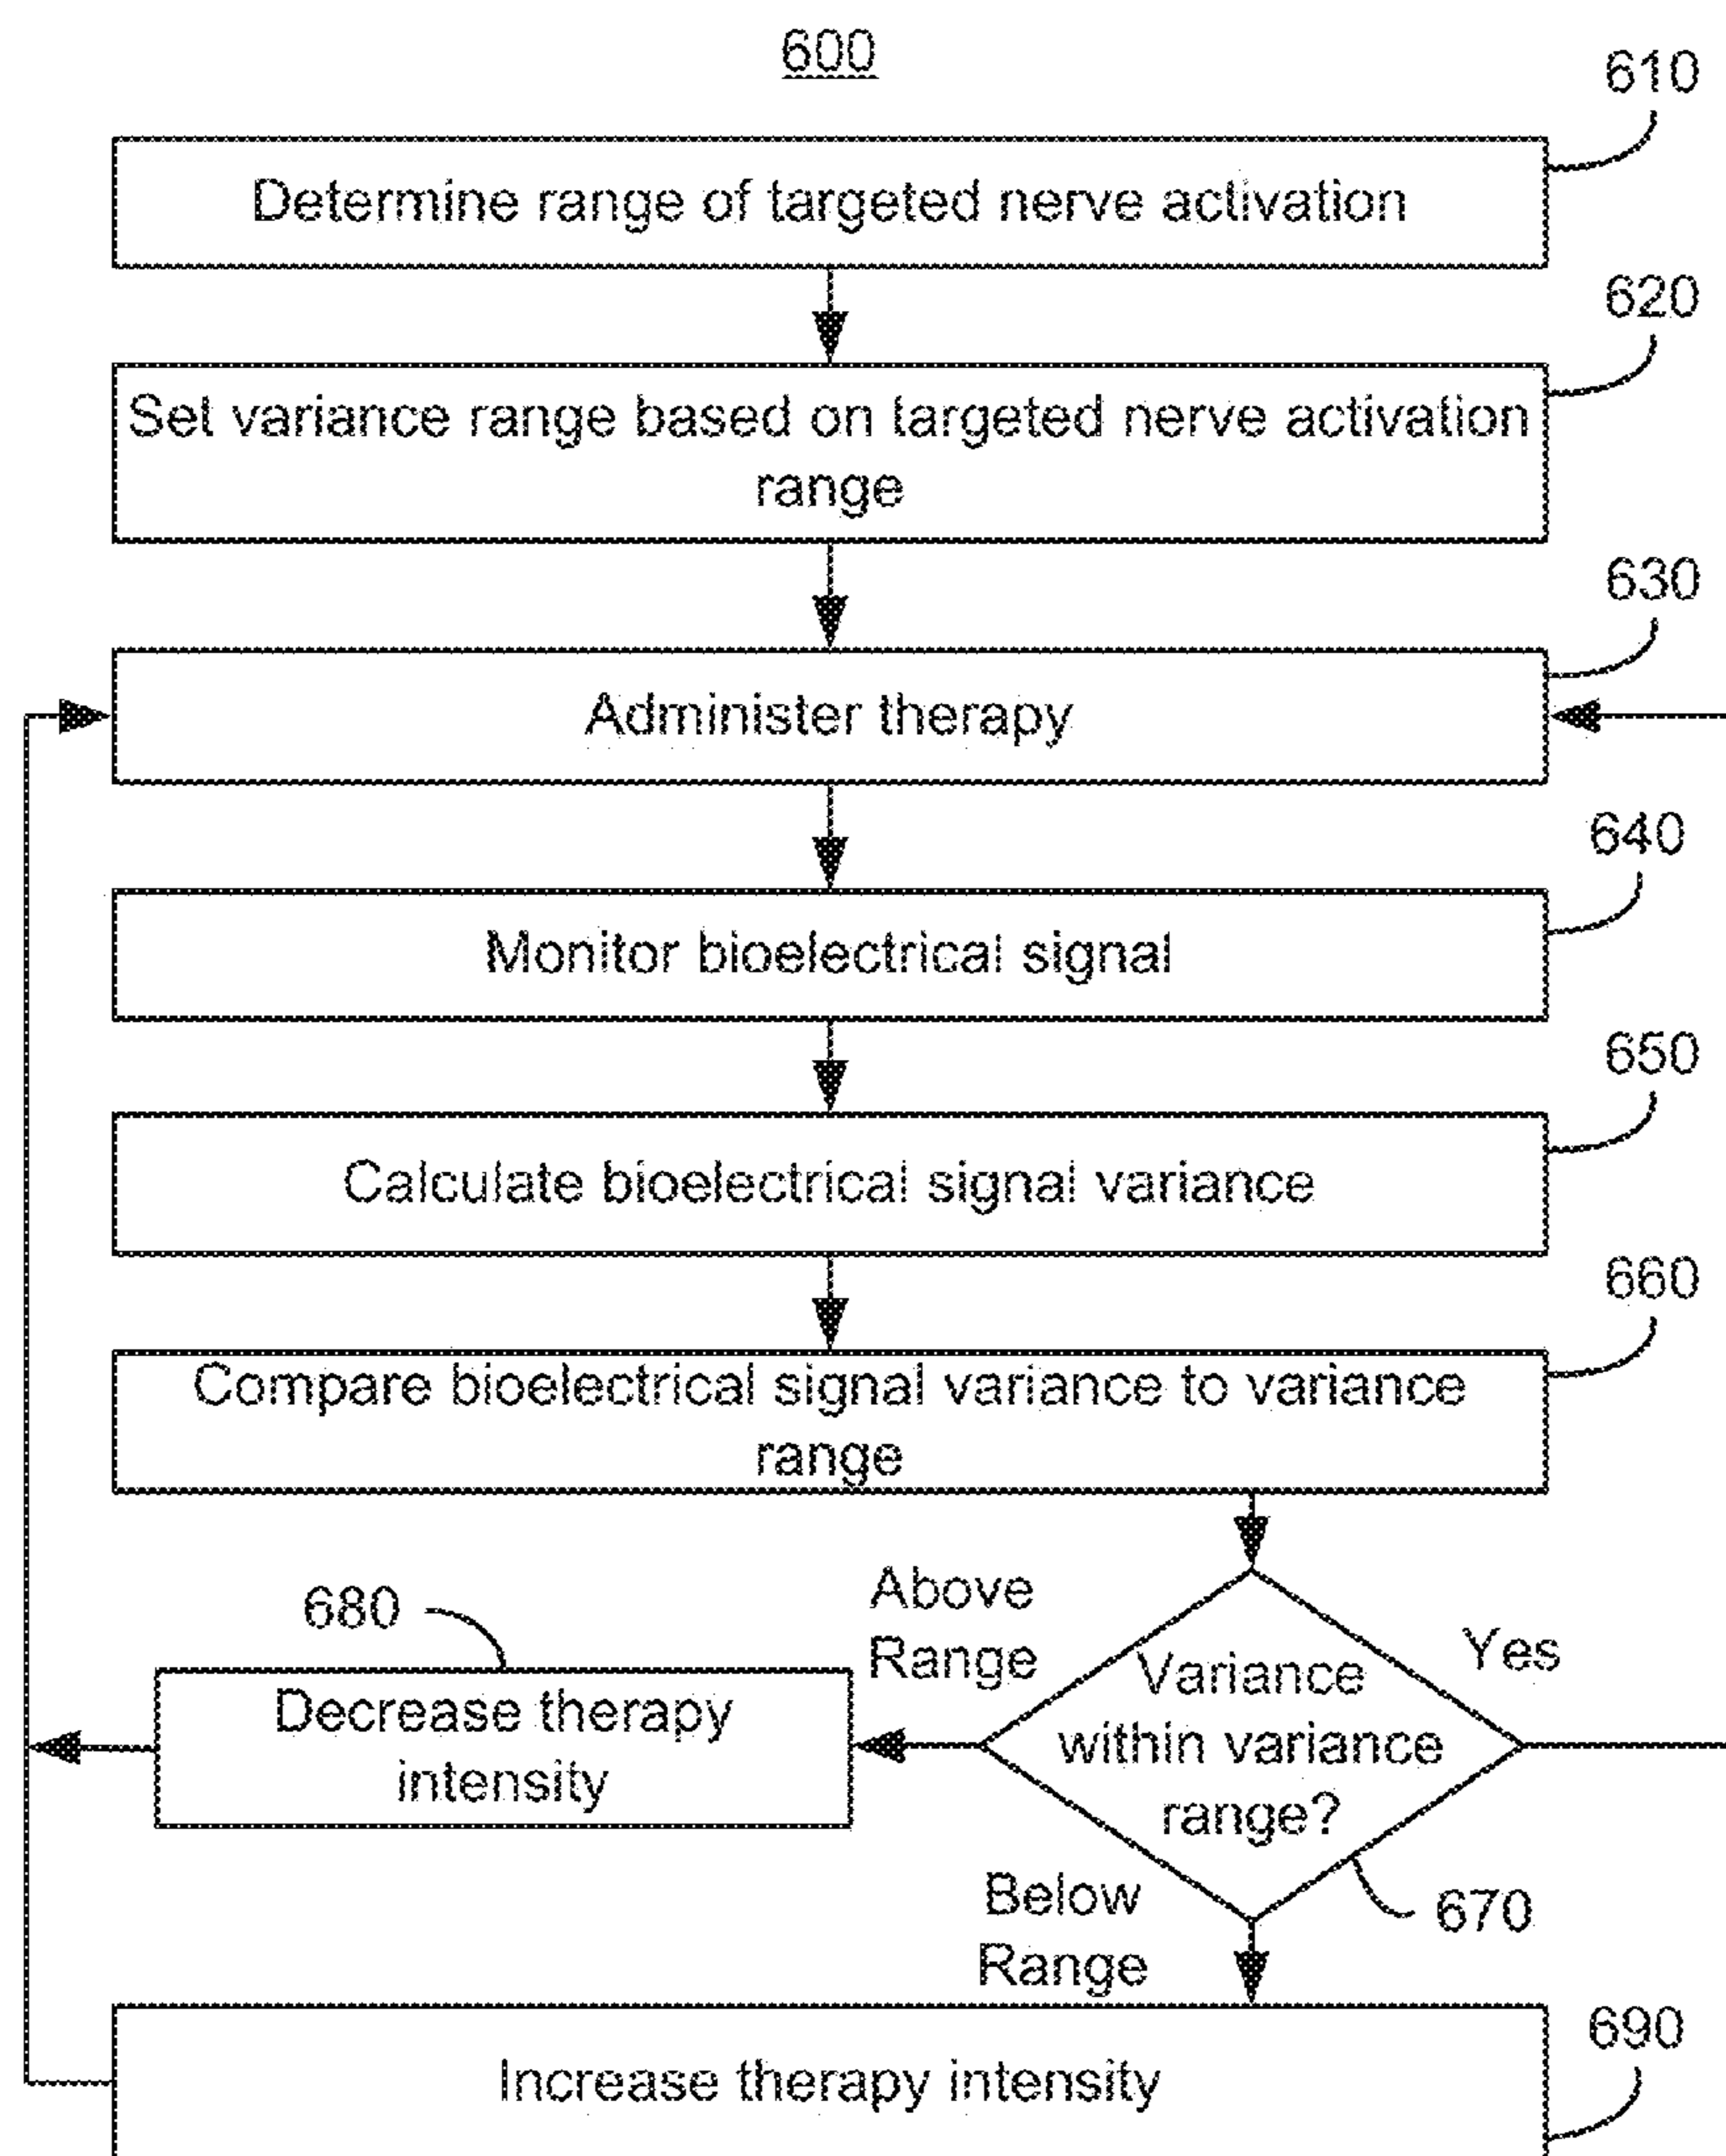 600
610
Determine range of targeted nerve activation
620
Set variance range based on targeted nerve activation
range
630
Administer therapy
640
Monitor bioelectrical signal
650
Calculate bioelectrical signal variance
660
Compare bioelectrical signal variance to variance
range
Above
Range
Yes
680
Decrease therapy
intensity
Variance
within variance
range?
Below
Range
670
690
Increase therapy intensity